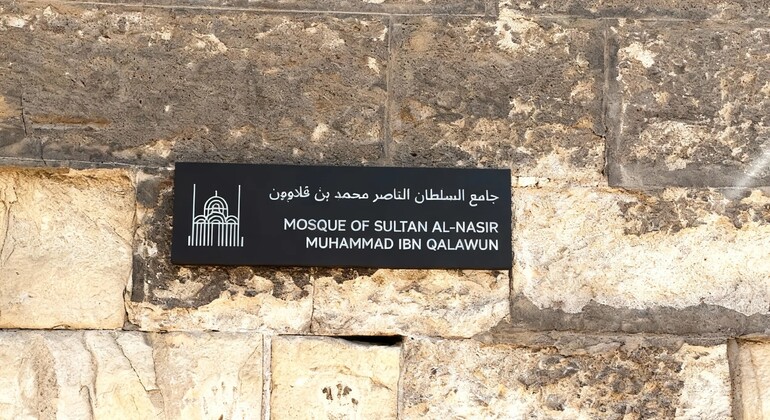 جامع السلطان الناصر محمد بن قلاوون
MOSQUE OF SULTAN AL-NASIR
MUHAMMAD IBN QALAWUN